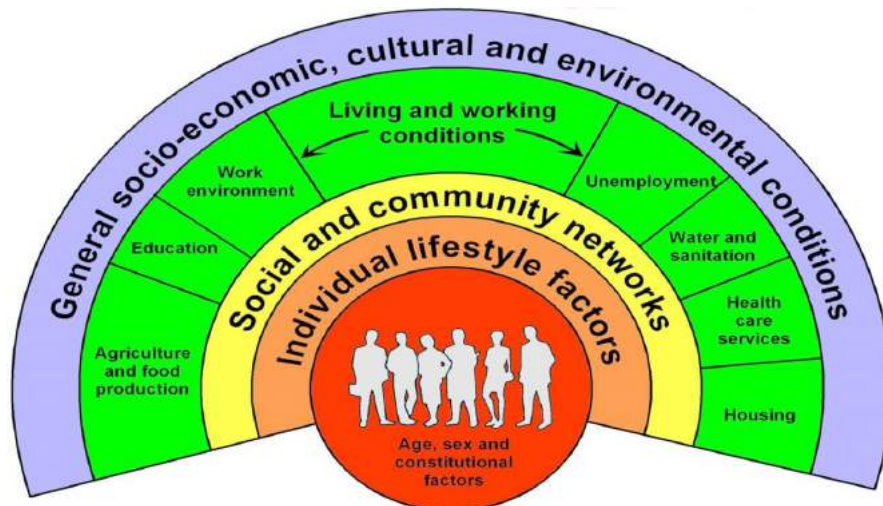 General socio-economic, cultural and environmental conditions
Living and working
conditions
Work
environment
Education
Agriculture
and food
production
Unemployment
Water and
sanitation
Health
care
services
Housing
Social and community networks
Individual lifestyle factors
Age, sex and
constitutional
factors